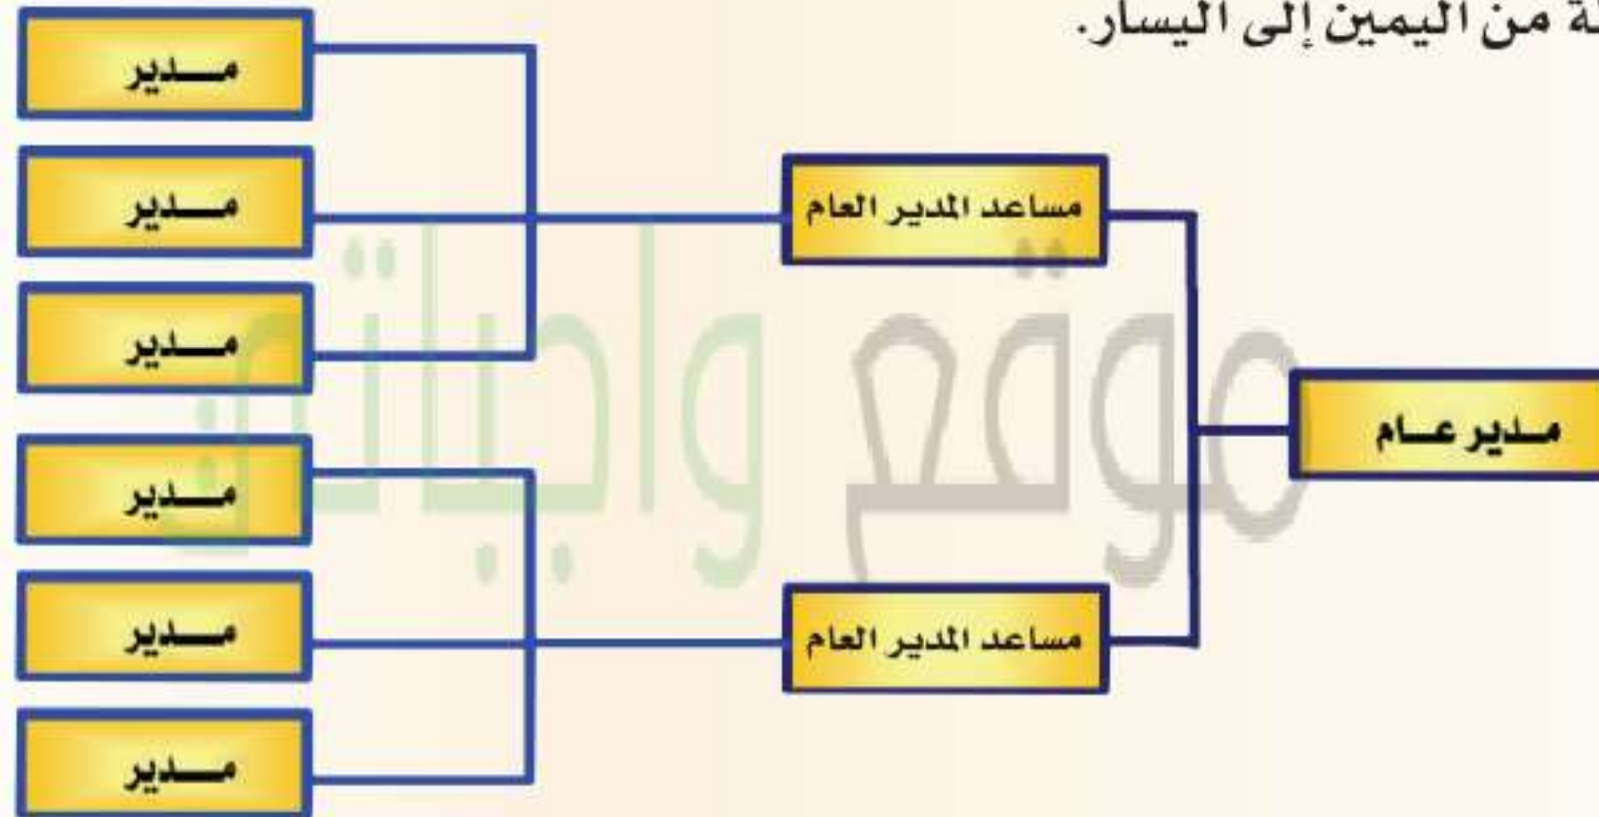 من اليمين إلى اليسار.
مدير عام
مساعد المدير العام
مساعد المدير العام
مدير
مدير
مدير
مدير
مدير
مدير
موقع واجباتي